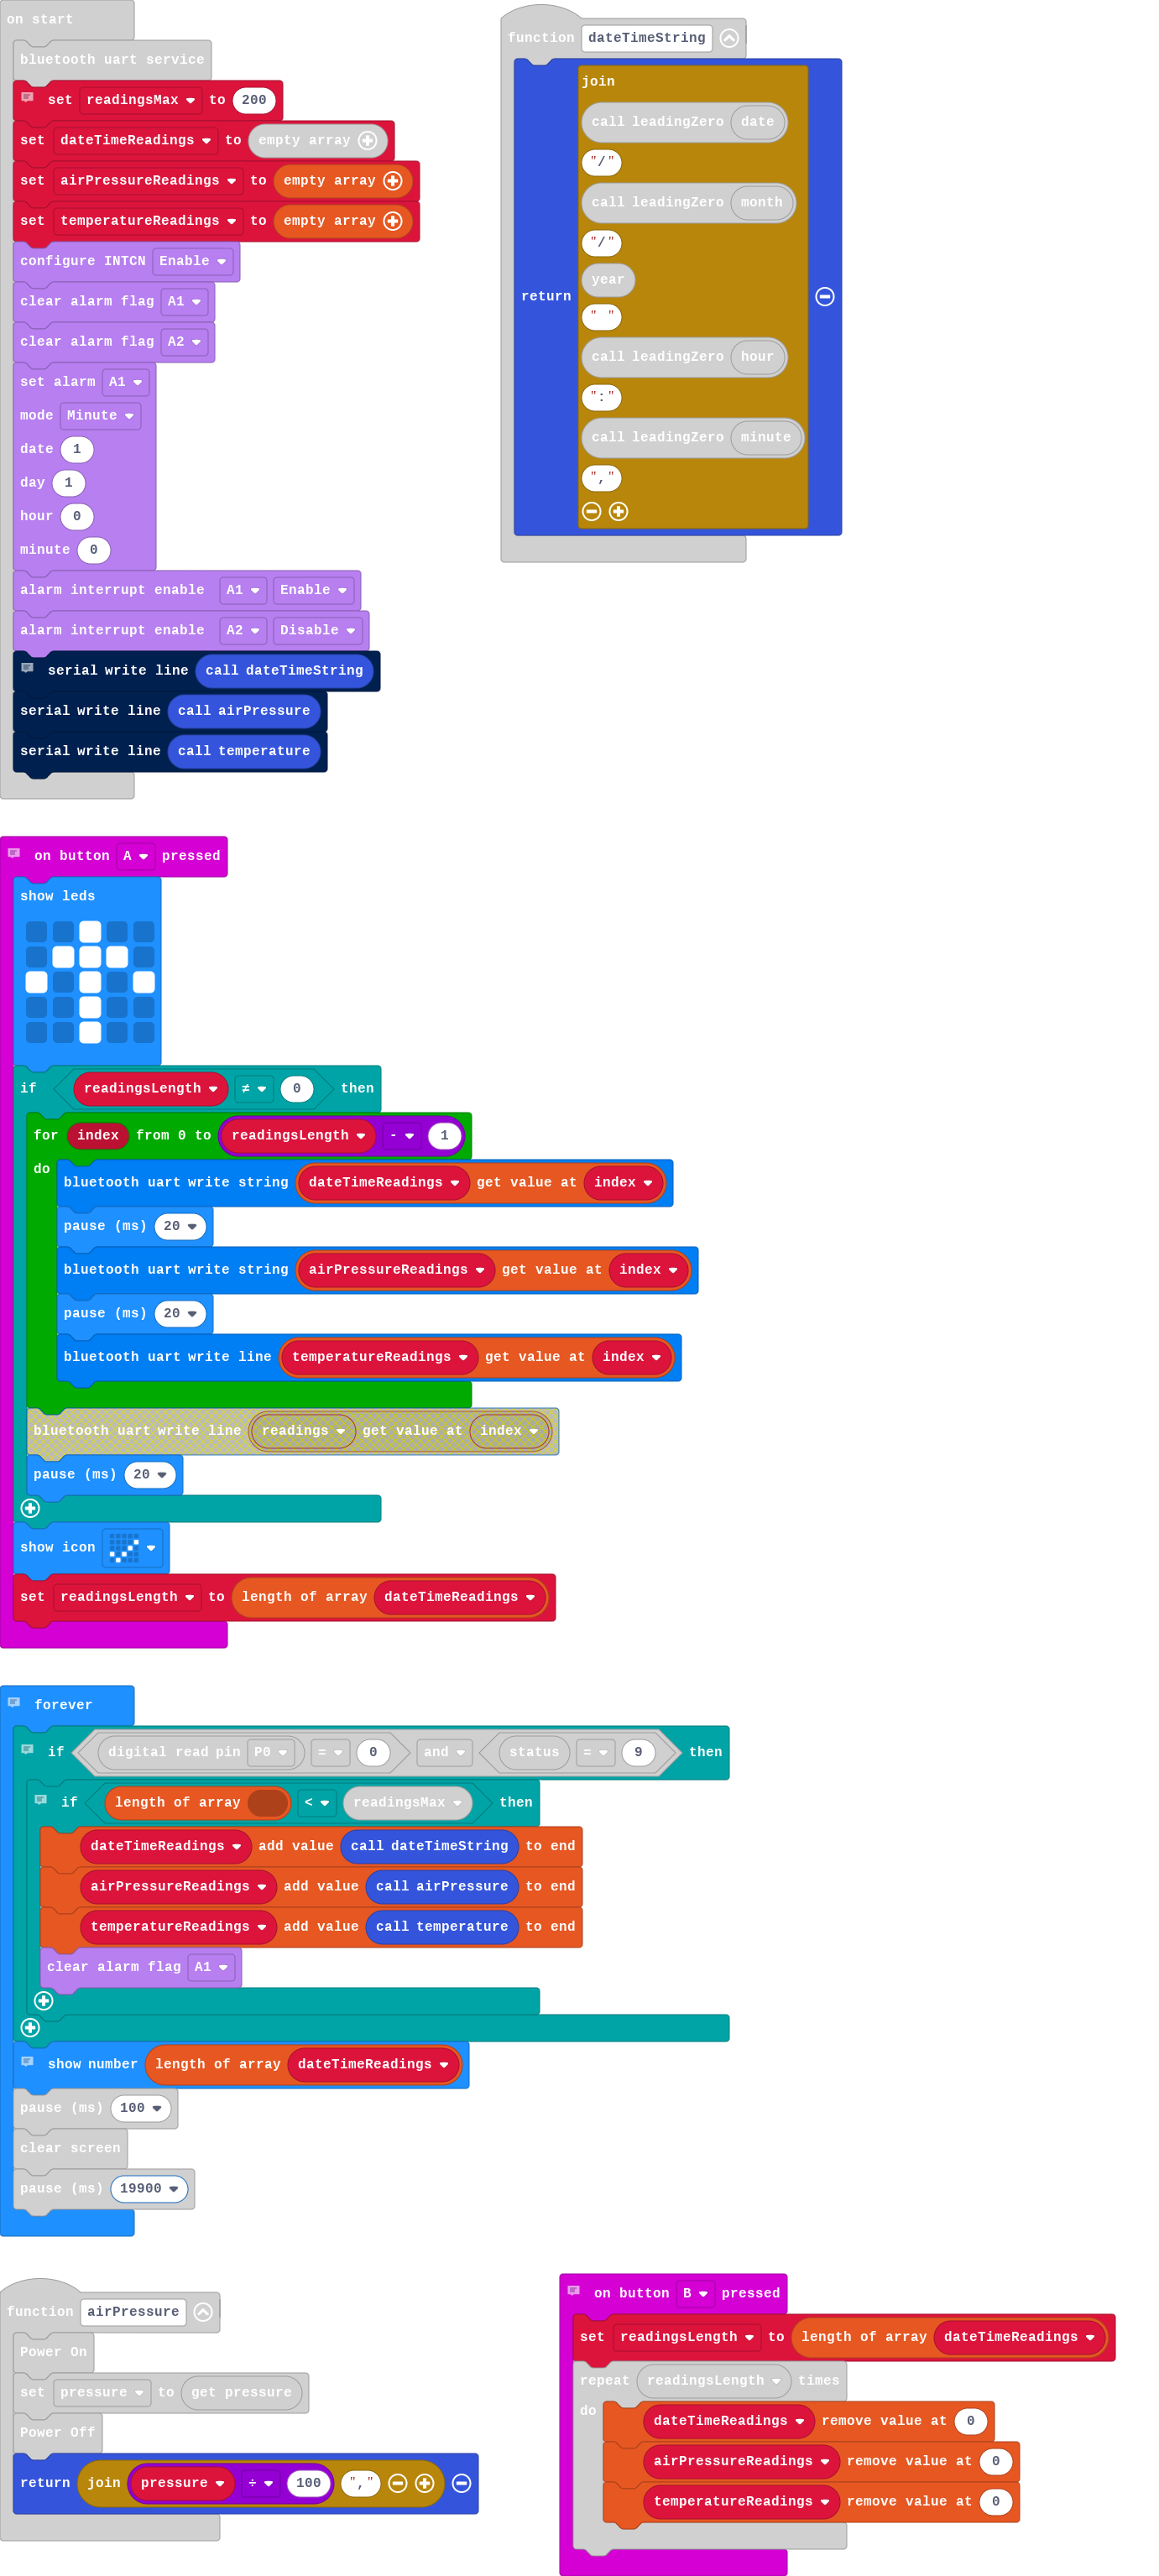 on start
bluetooth uart service
set readingsMax to 200
set dateTimeReadings to empty array
set airPressureReadings to empty array
set temperatureReadings to empty array
configure INTCN Enable
clear alarm flag A1
clear alarm flag A2
set alarm A1
mode Minute
date 1
day 1
hour 0
minute 0
alarm interrupt enable A1 Enable
alarm interrupt enable A2 Disable
serial write line call dateTimeString
serial write line call airPressure
serial write line call temperature
function dateTimeString
join
call leadingZero date
"/"
call leadingZero month
"/"
year
return
" "
call leadingZero hour
":"
call leadingZero minute
","
on button A pressed
show leds
if readingsLength ≠ 0 then
for index from 0 to readingsLength - 1
do
bluetooth uart write string dateTimeReadings get value at index
pause (ms) 20
bluetooth uart write string airPressureReadings get value at index
pause (ms) 20
bluetooth uart write line temperatureReadings get value at index
bluetooth uart write line readings get value at index
pause (ms) 20
show icon
set readingsLength to length of array dateTimeReadings
forever
if digital read pin P0 = 0 and status = 9 then
if length of array < readingsMax then
dateTimeReadings add value call dateTimeString to end
airPressureReadings add value call airPressure to end
temperatureReadings add value call temperature to end
clear alarm flag A1
show number length of array dateTimeReadings
pause (ms) 100
clear screen
pause (ms) 19900
function airPressure
Power On
set pressure to get pressure
Power Off
return join pressure ÷ 100 ","
on button B pressed
set readingsLength to length of array dateTimeReadings
repeat readingsLength times
do
dateTimeReadings remove value at 0
airPressureReadings remove value at 0
temperatureReadings remove value at 0